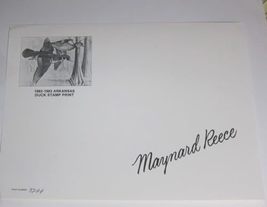 1982-1983 ARKANSAS
DUCK STAMP PRINT
Maynard Reece